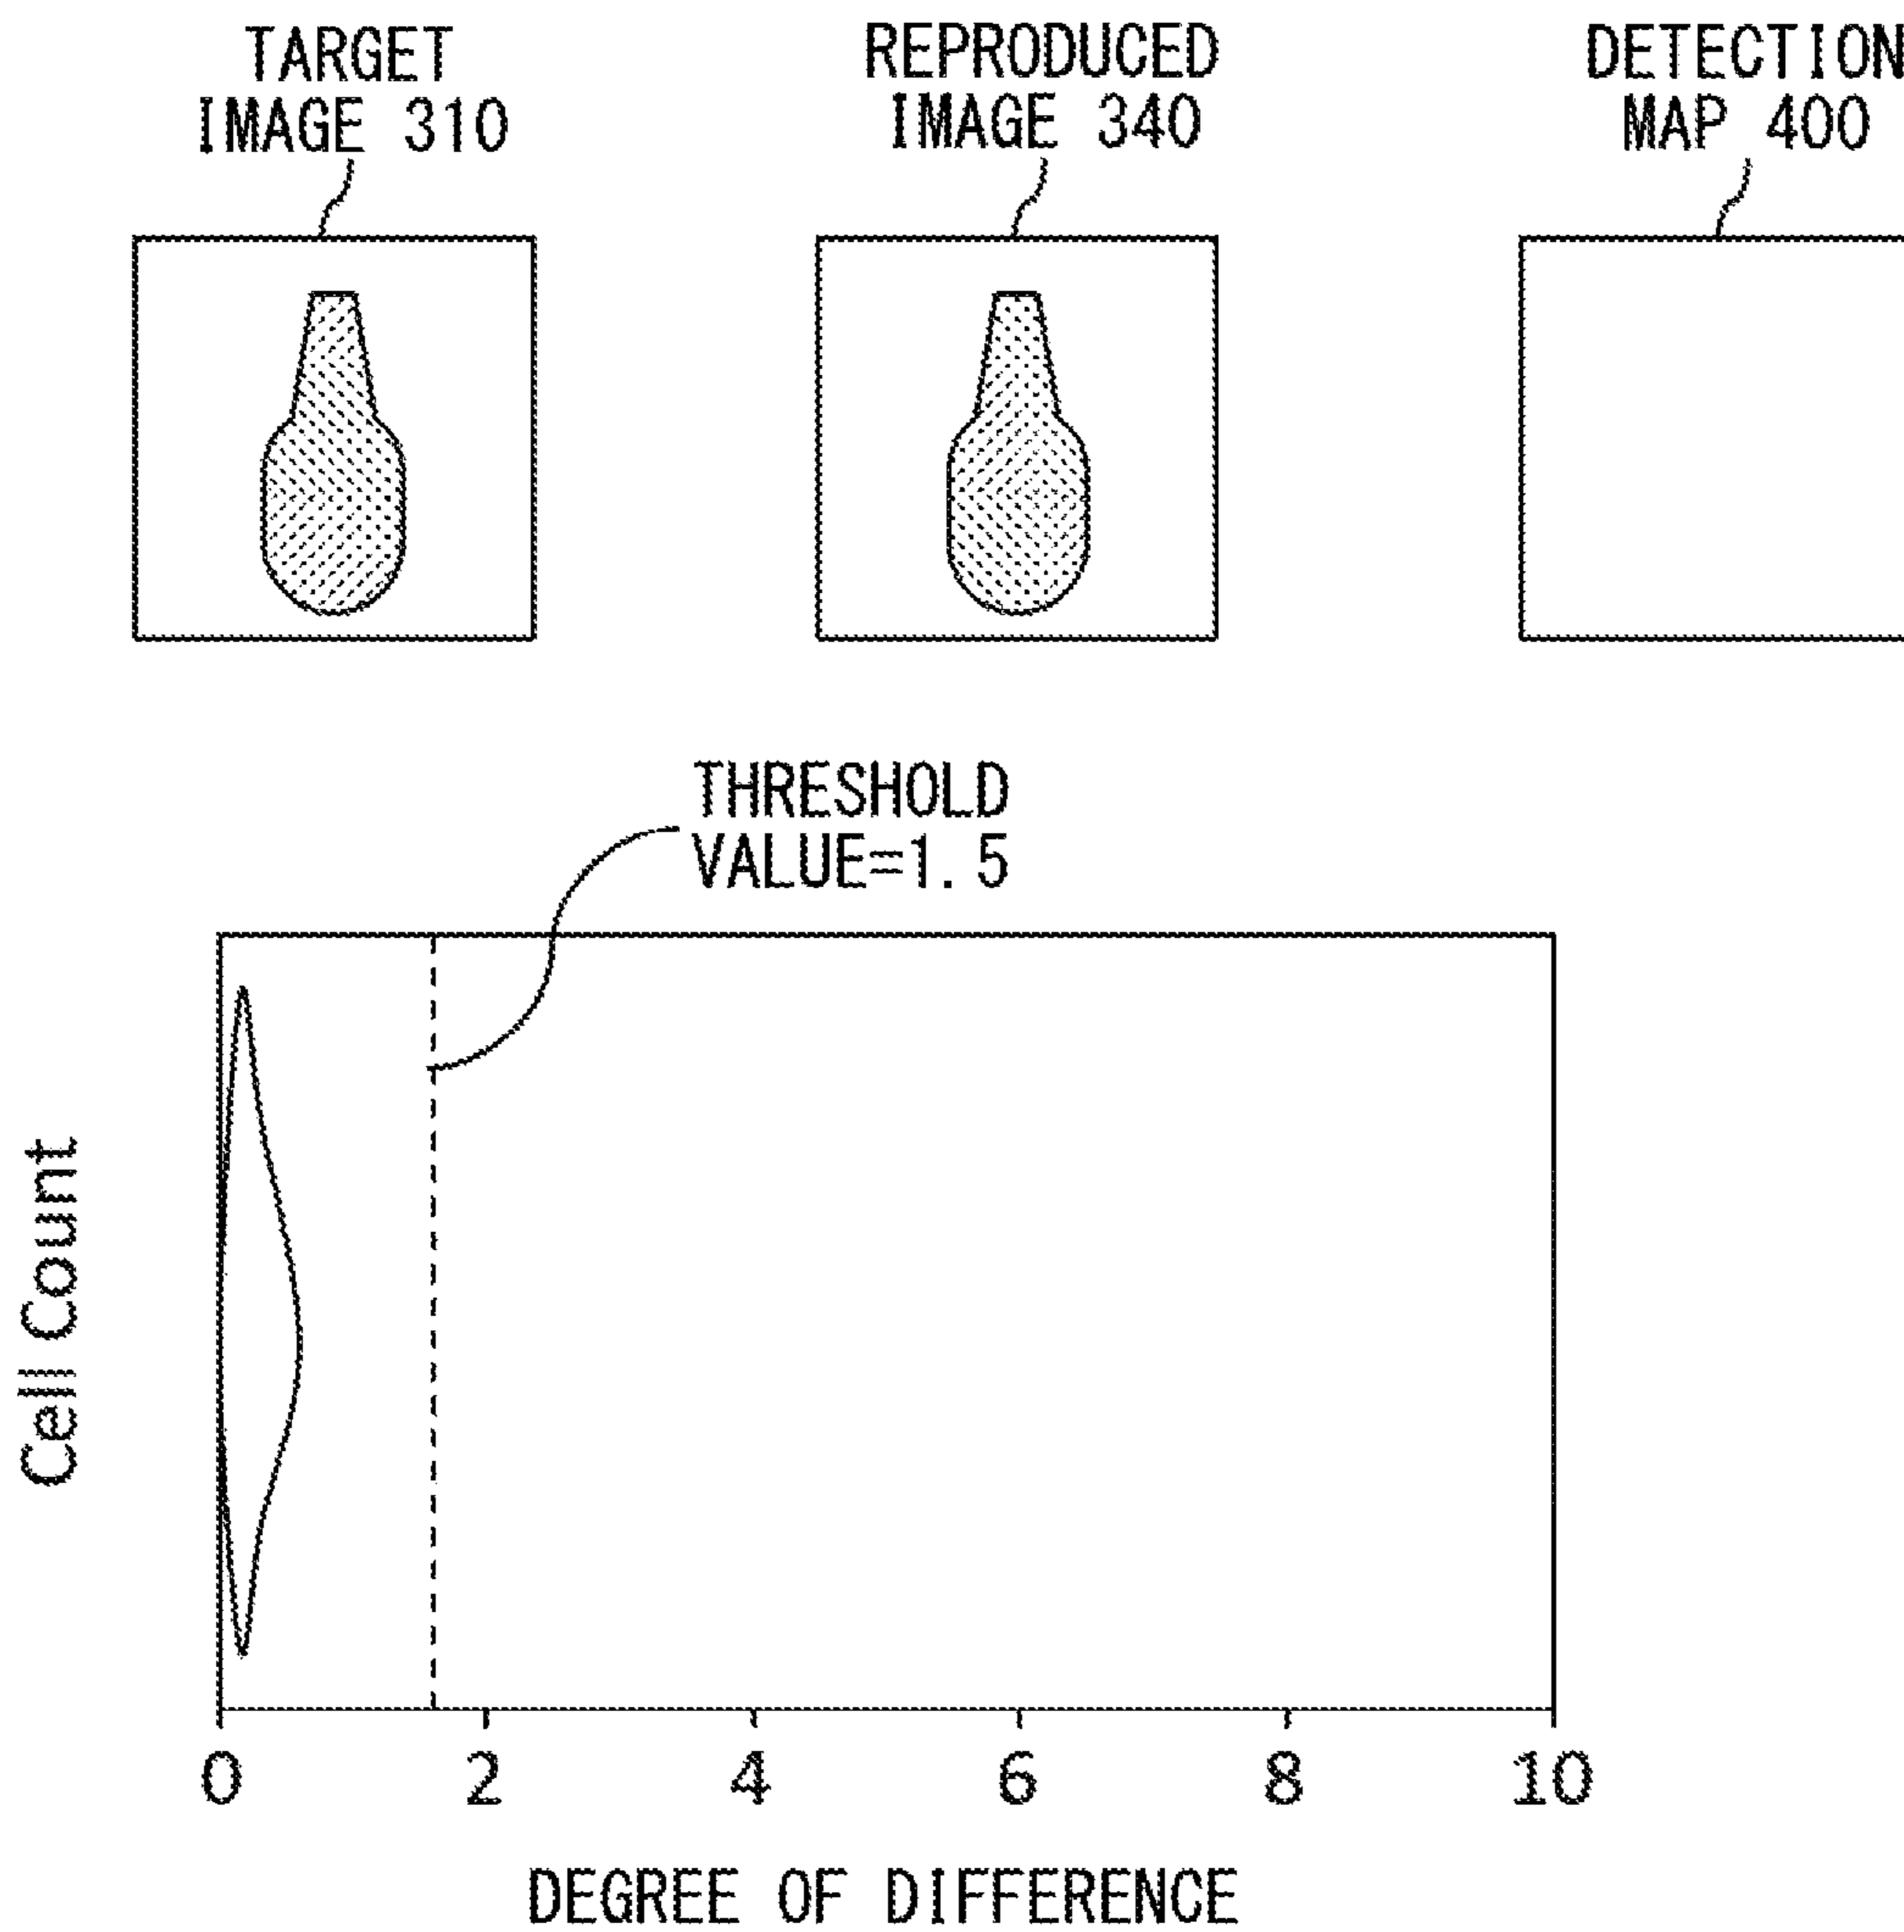 TARGET
IMAGE 310
REPRODUCED
IMAGE 340
DETECTION
MAP 400
THRESHOLD
VALUE=1.5
Cell Count
0 2 4 6 8 10
DEGREE OF DIFFERENCE